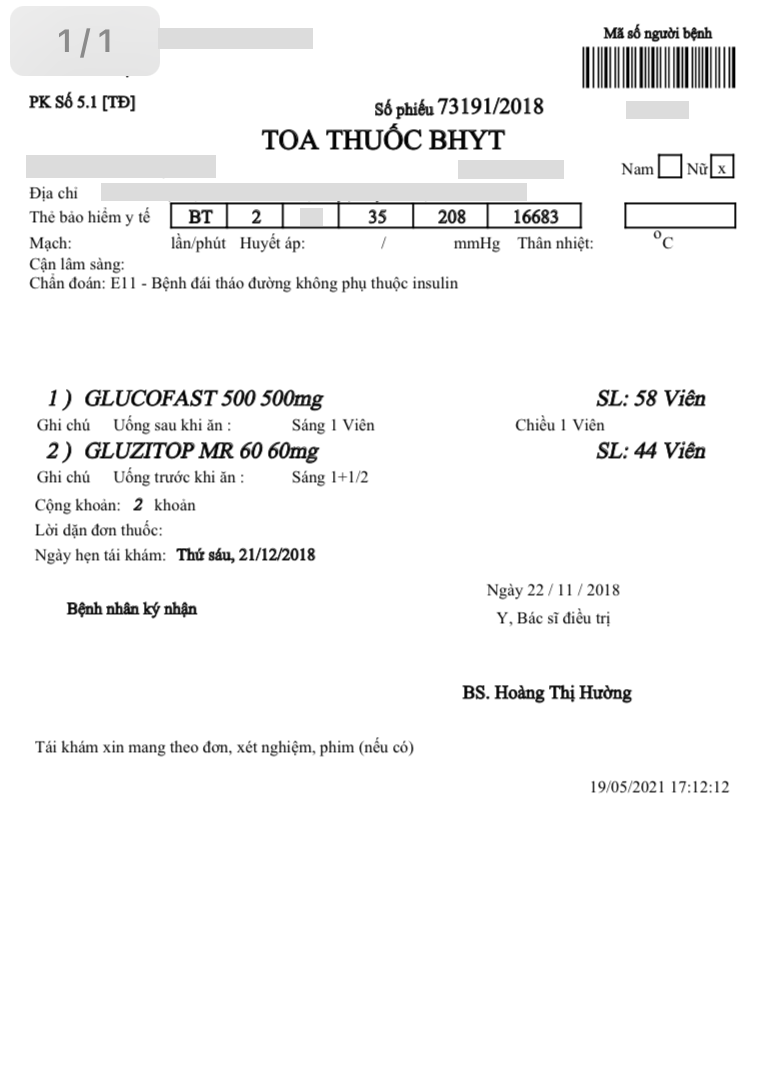 1/1
Mã số người bệnh
PK Số 5.1 [TĐ]
Số phiếu 73191/2018
TOA THUỐC BHYT
Nam Nữ x
Địa chỉ
Thẻ bảo hiểm y tế BT 2 35 208 16683
Mạch: lần/phút Huyết áp: / mmHg Thân nhiệt: °C
Cận lâm sàng:
Chẩn đoán: E11 - Bệnh đái tháo đường không phụ thuộc insulin
1 ) GLUCOFAST 500 500mg SL: 58 Viên
Ghi chú Uống sau khi ăn : Sáng 1 Viên Chiều 1 Viên
2 ) GLUZITOP MR 60 60mg SL: 44 Viên
Ghi chú Uống trước khi ăn : Sáng 1+1/2
Cộng khoản: 2 khoản
Lời dặn đơn thuốc:
Ngày hẹn tái khám: Thứ sáu, 21/12/2018
Ngày 22 / 11 / 2018
Bệnh nhân ký nhận
Y, Bác sĩ điều trị
BS. Hoàng Thị Hường
Tái khám xin mang theo đơn, xét nghiệm, phim (nếu có)
19/05/2021 17:12:12